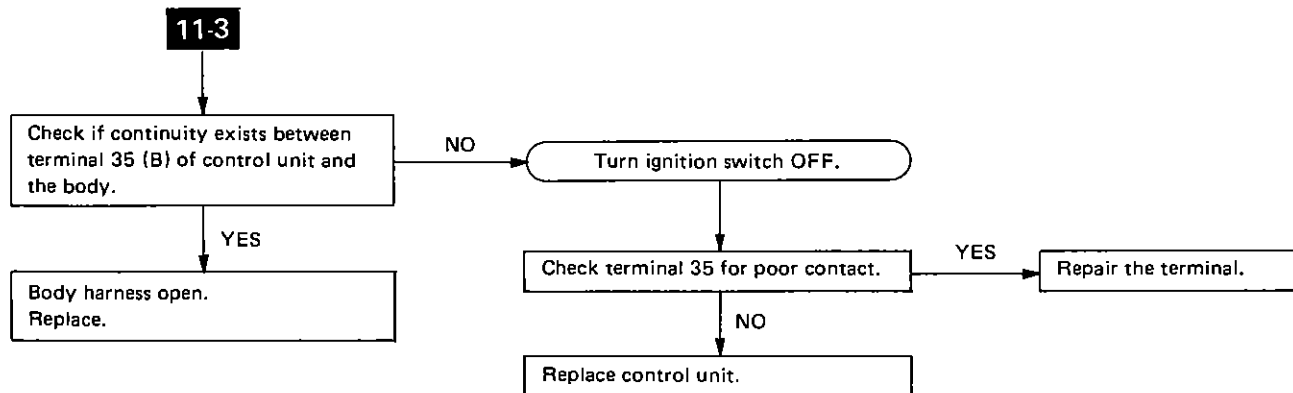 11-3
Check if continuity exists between
terminal 35 (B) of control unit and
the body.
NO
Turn ignition switch OFF.
YES
Body harness open.
Replace.
Check terminal 35 for poor contact.
YES
Repair the terminal.
NO
Replace control unit.